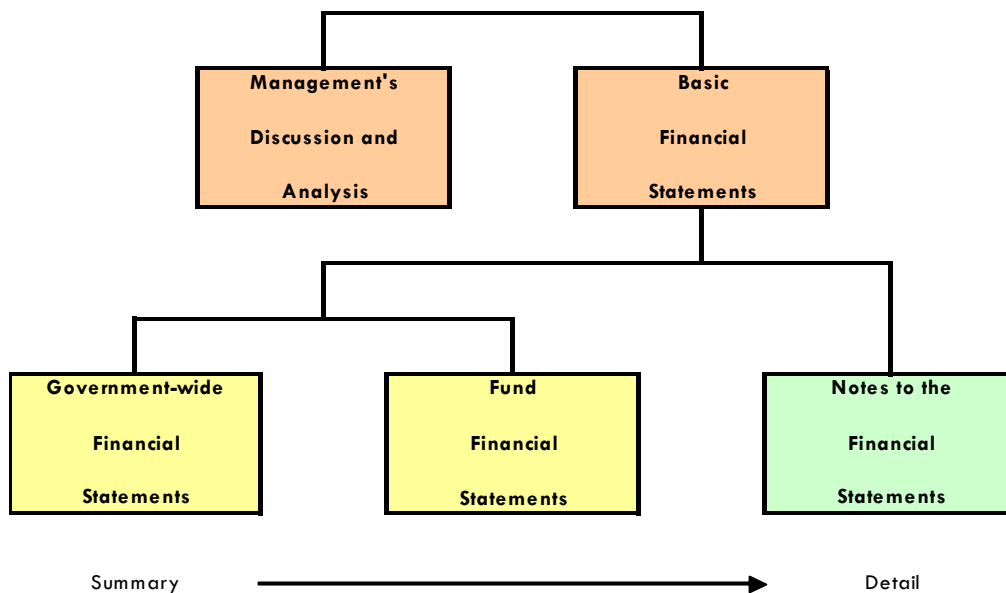 Management's
Discussion and
Analysis
Basic
Financial
Statements
Government-wide
Financial
Statements
Fund
Financial
Statements
Notes to the
Financial
Statements
Summary
Detail